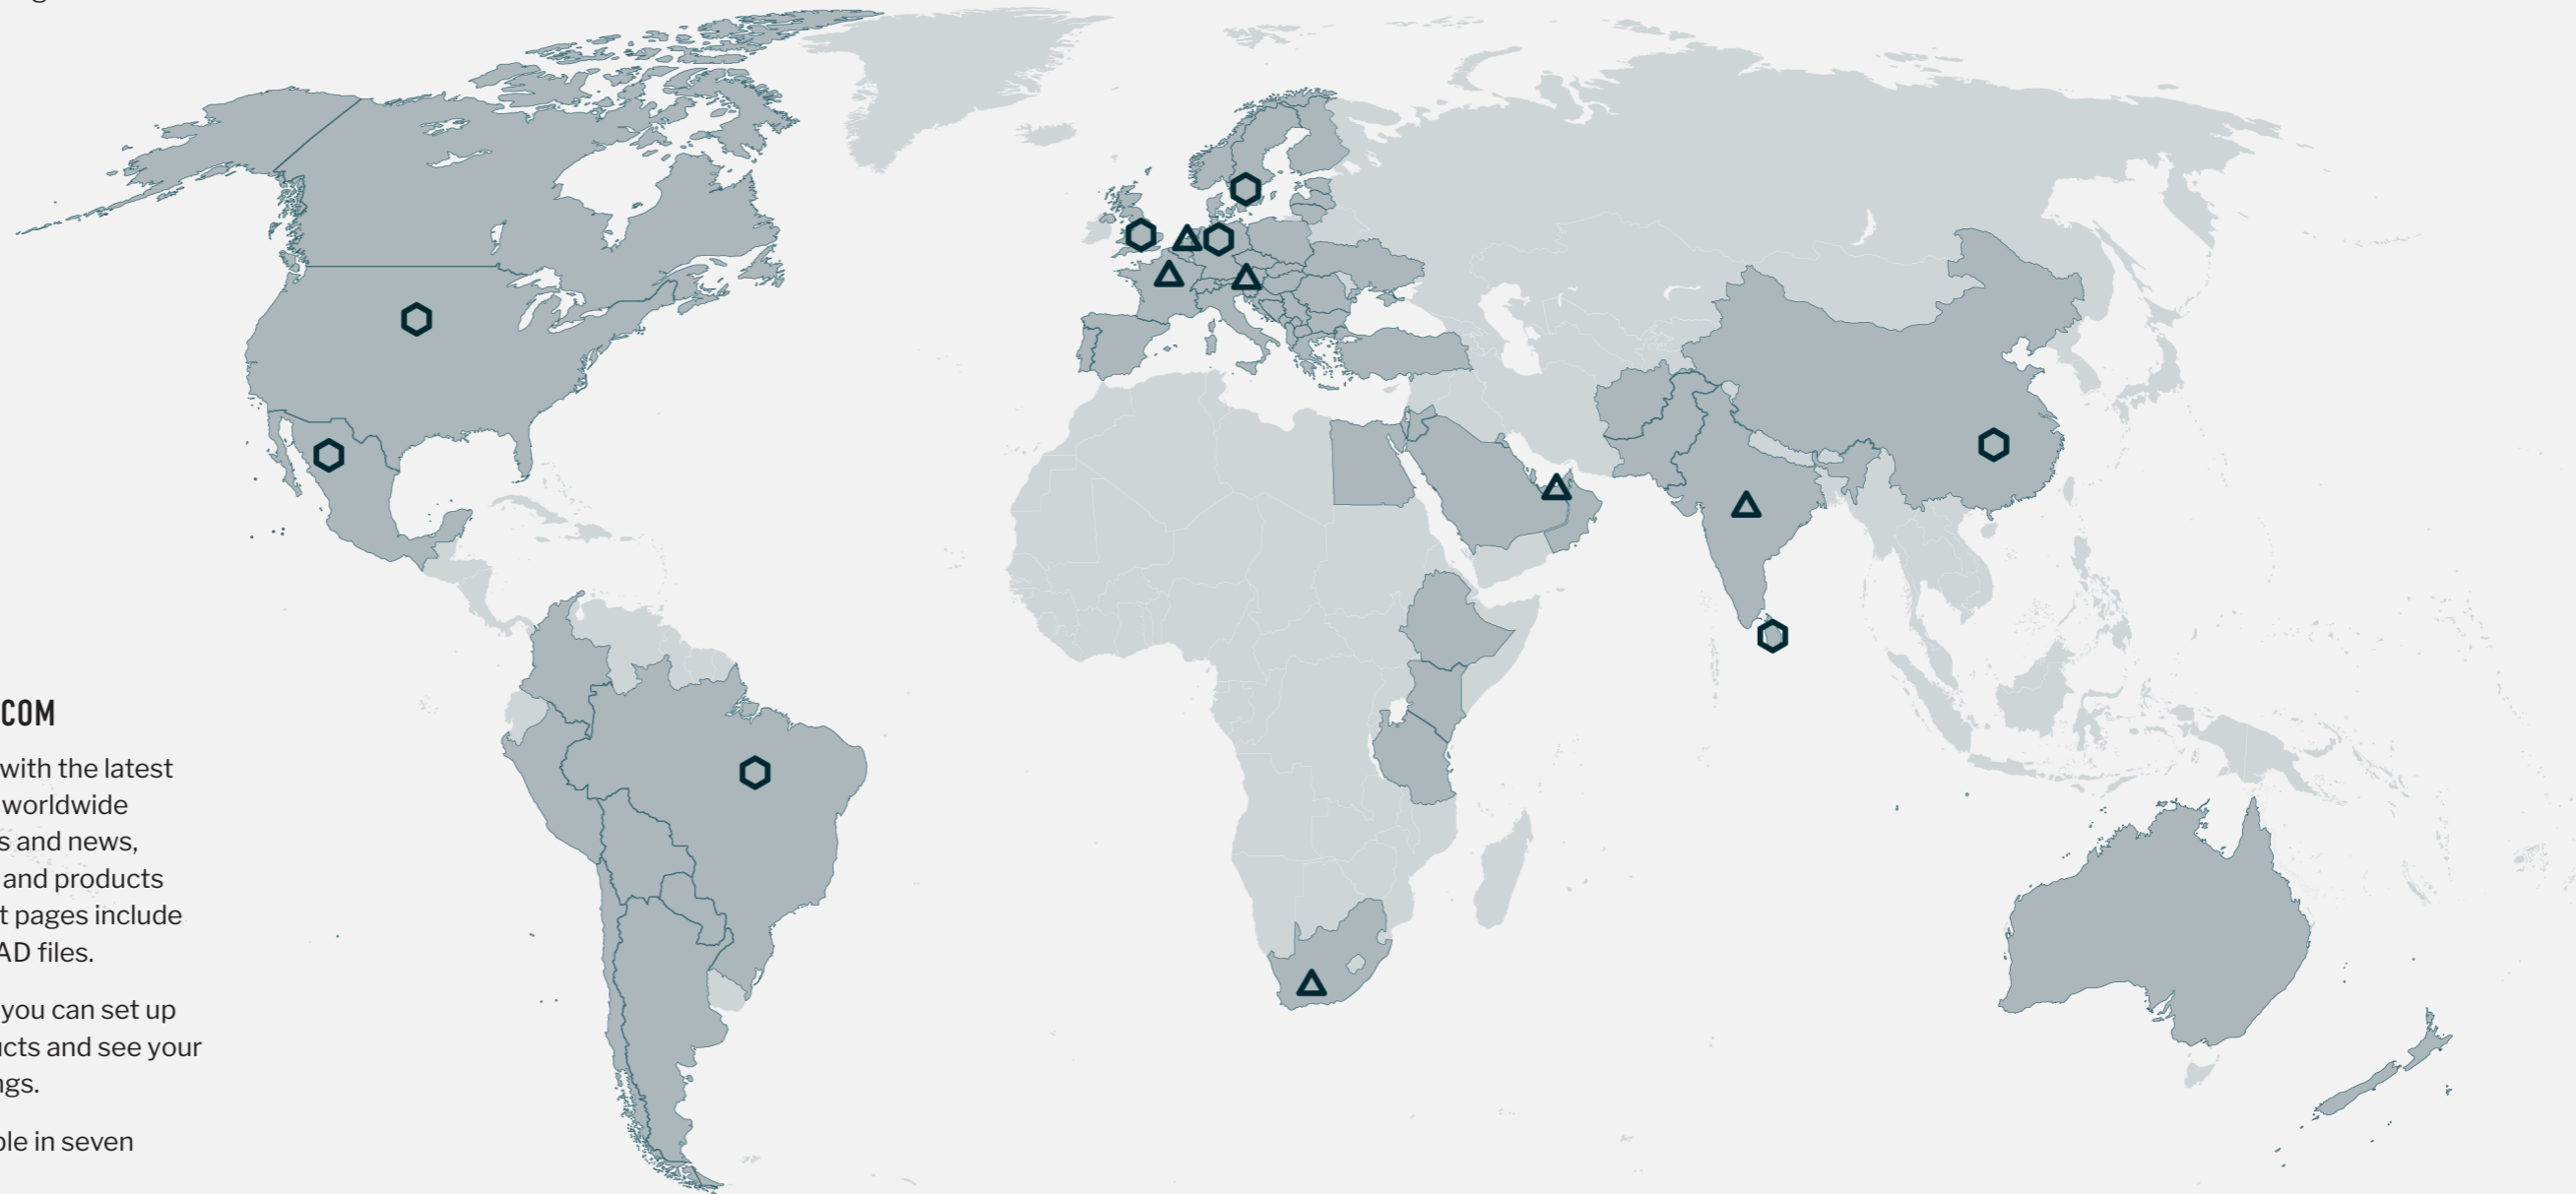 COM
with the latest
worldwide
s and news,
and products
t pages include
AD files.
you can set up
cts and see your
ngs.
ble in seven